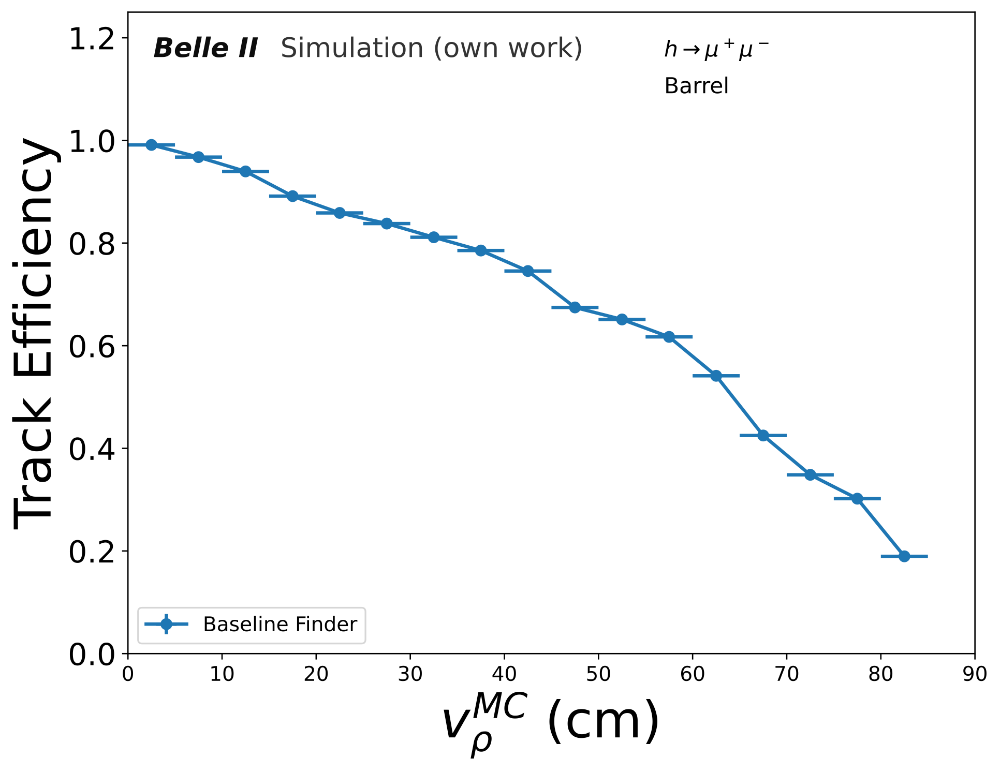 Belle II Simulation (own work)
h → μ⁺μ⁻
Barrel
Track Efficiency
1.2
1.0
0.8
0.6
0.4
0.2
0.0
Baseline Finder
0 10 20 30 40 50 60 70 80 90
v_ρ^MC (cm)